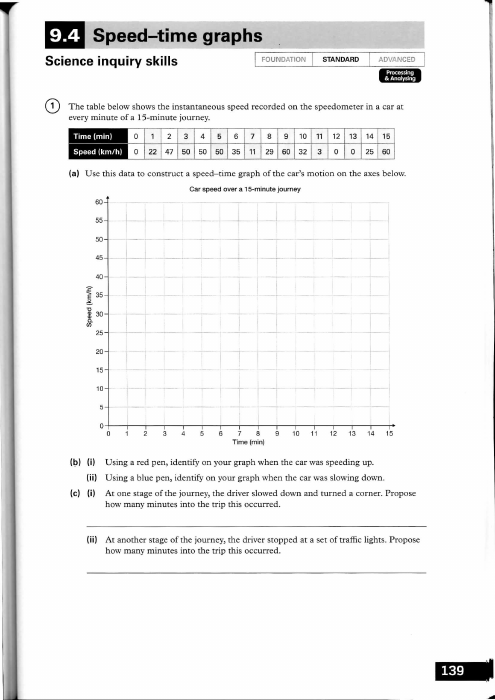 9.4 Speed–time graphs
Science inquiry skills
FOUNDATION STANDARD ADVANCED
Processing
& Analysing
1 The table below shows the instantaneous speed recorded on the speedometer in a car at
every minute of a 15-minute journey.
Time (min) 0 1 2 3 4 5 6 7 8 9 10 11 12 13 14 15
Speed (km/h) 0 22 47 50 50 50 35 11 29 60 32 3 0 0 25 60
(a) Use this data to construct a speed–time graph of the car's motion on the axes below.
Car speed over a 15-minute journey
60
55
50
45
40
35
30
25
20
15
10
5
0
Speed (km/h)
0 1 2 3 4 5 6 7 8 9 10 11 12 13 14 15
Time (min)
(b) (i) Using a red pen, identify on your graph when the car was speeding up.
(ii) Using a blue pen, identify on your graph when the car was slowing down.
(c) (i) At one stage of the journey, the driver slowed down and turned a corner. Propose
how many minutes into the trip this occurred.
(ii) At another stage of the journey, the driver stopped at a set of traffic lights. Propose
how many minutes into the trip this occurred.
139